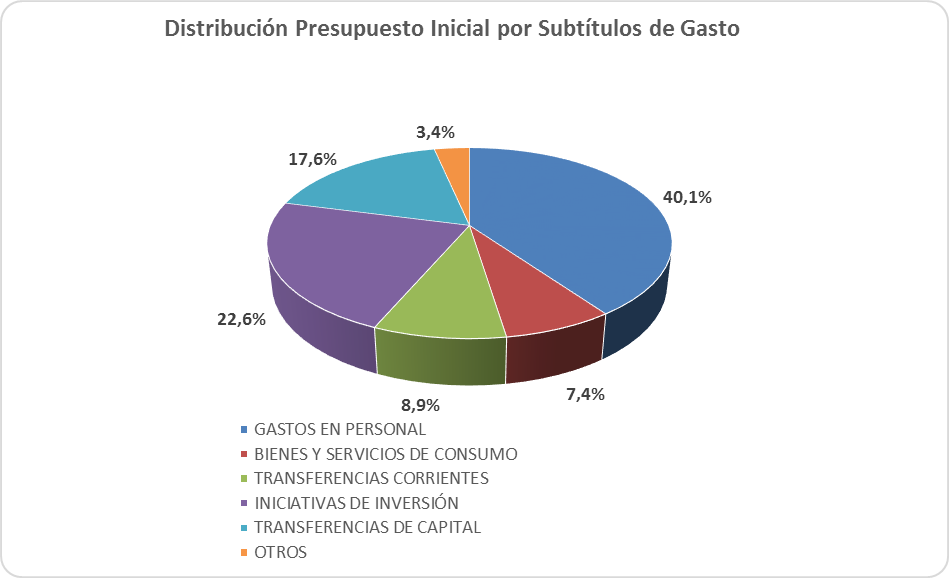 Distribución Presupuesto Inicial por Subtítulos de Gasto
3,4%
17,6%
40,1%
22,6%
7,4%
8,9%
GASTOS EN PERSONAL
BIENES Y SERVICIOS DE CONSUMO
TRANSFERENCIAS CORRIENTES
INICIATIVAS DE INVERSIÓN
TRANSFERENCIAS DE CAPITAL
OTROS